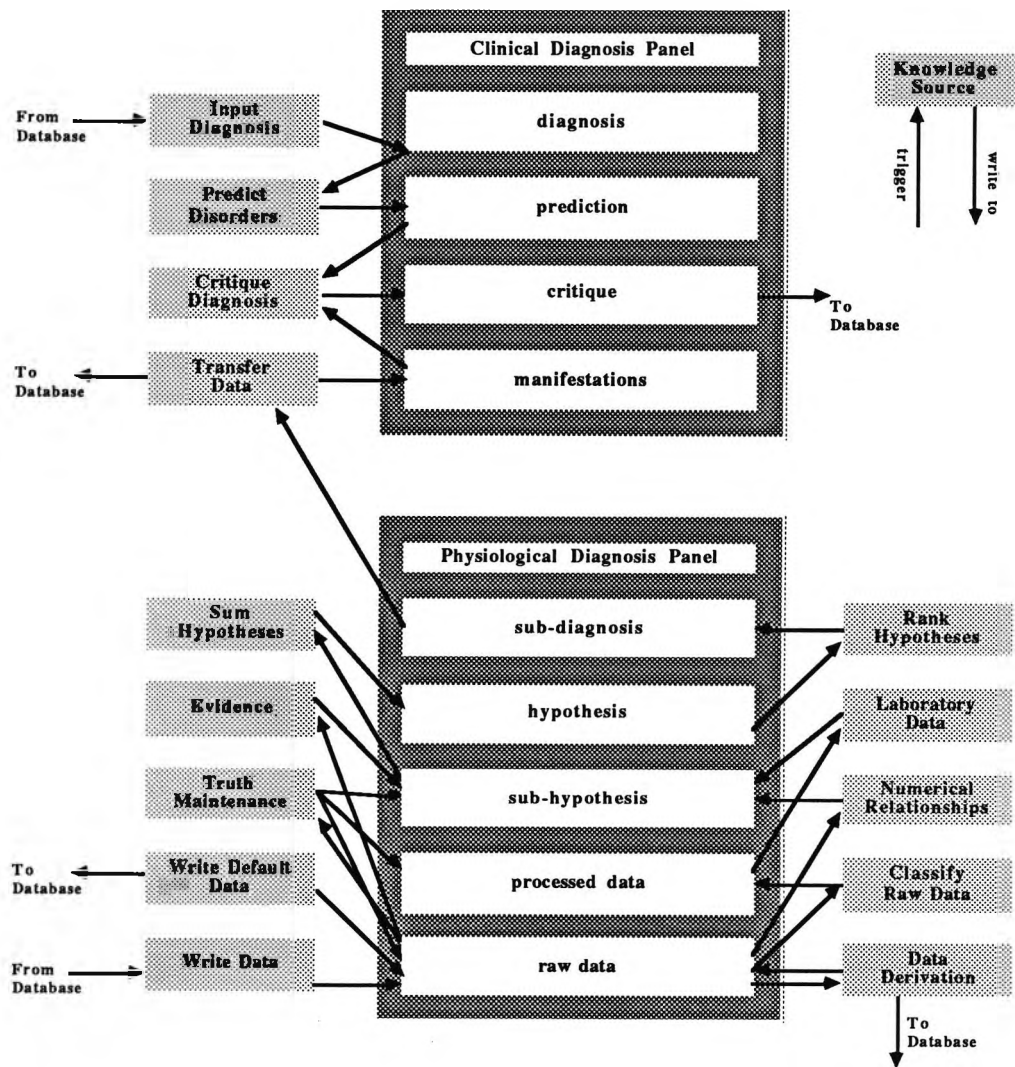 Clinical Diagnosis Panel
Knowledge
Source
trigger
write to
From
Database
Input
Diagnosis
diagnosis
Predict
Disorders
prediction
Critique
Diagnosis
critique
To
Database
To
Database
Transfer
Data
manifestations
Physiological Diagnosis Panel
Sum
Hypotheses
sub-diagnosis
Rank
Hypotheses
Evidence
hypothesis
Laboratory
Data
Truth
Maintenance
sub-hypothesis
Numerical
Relationships
To
Database
Write Default
Data
processed data
Classify
Raw Data
From
Database
Write Data
raw data
Data
Derivation
To
Database